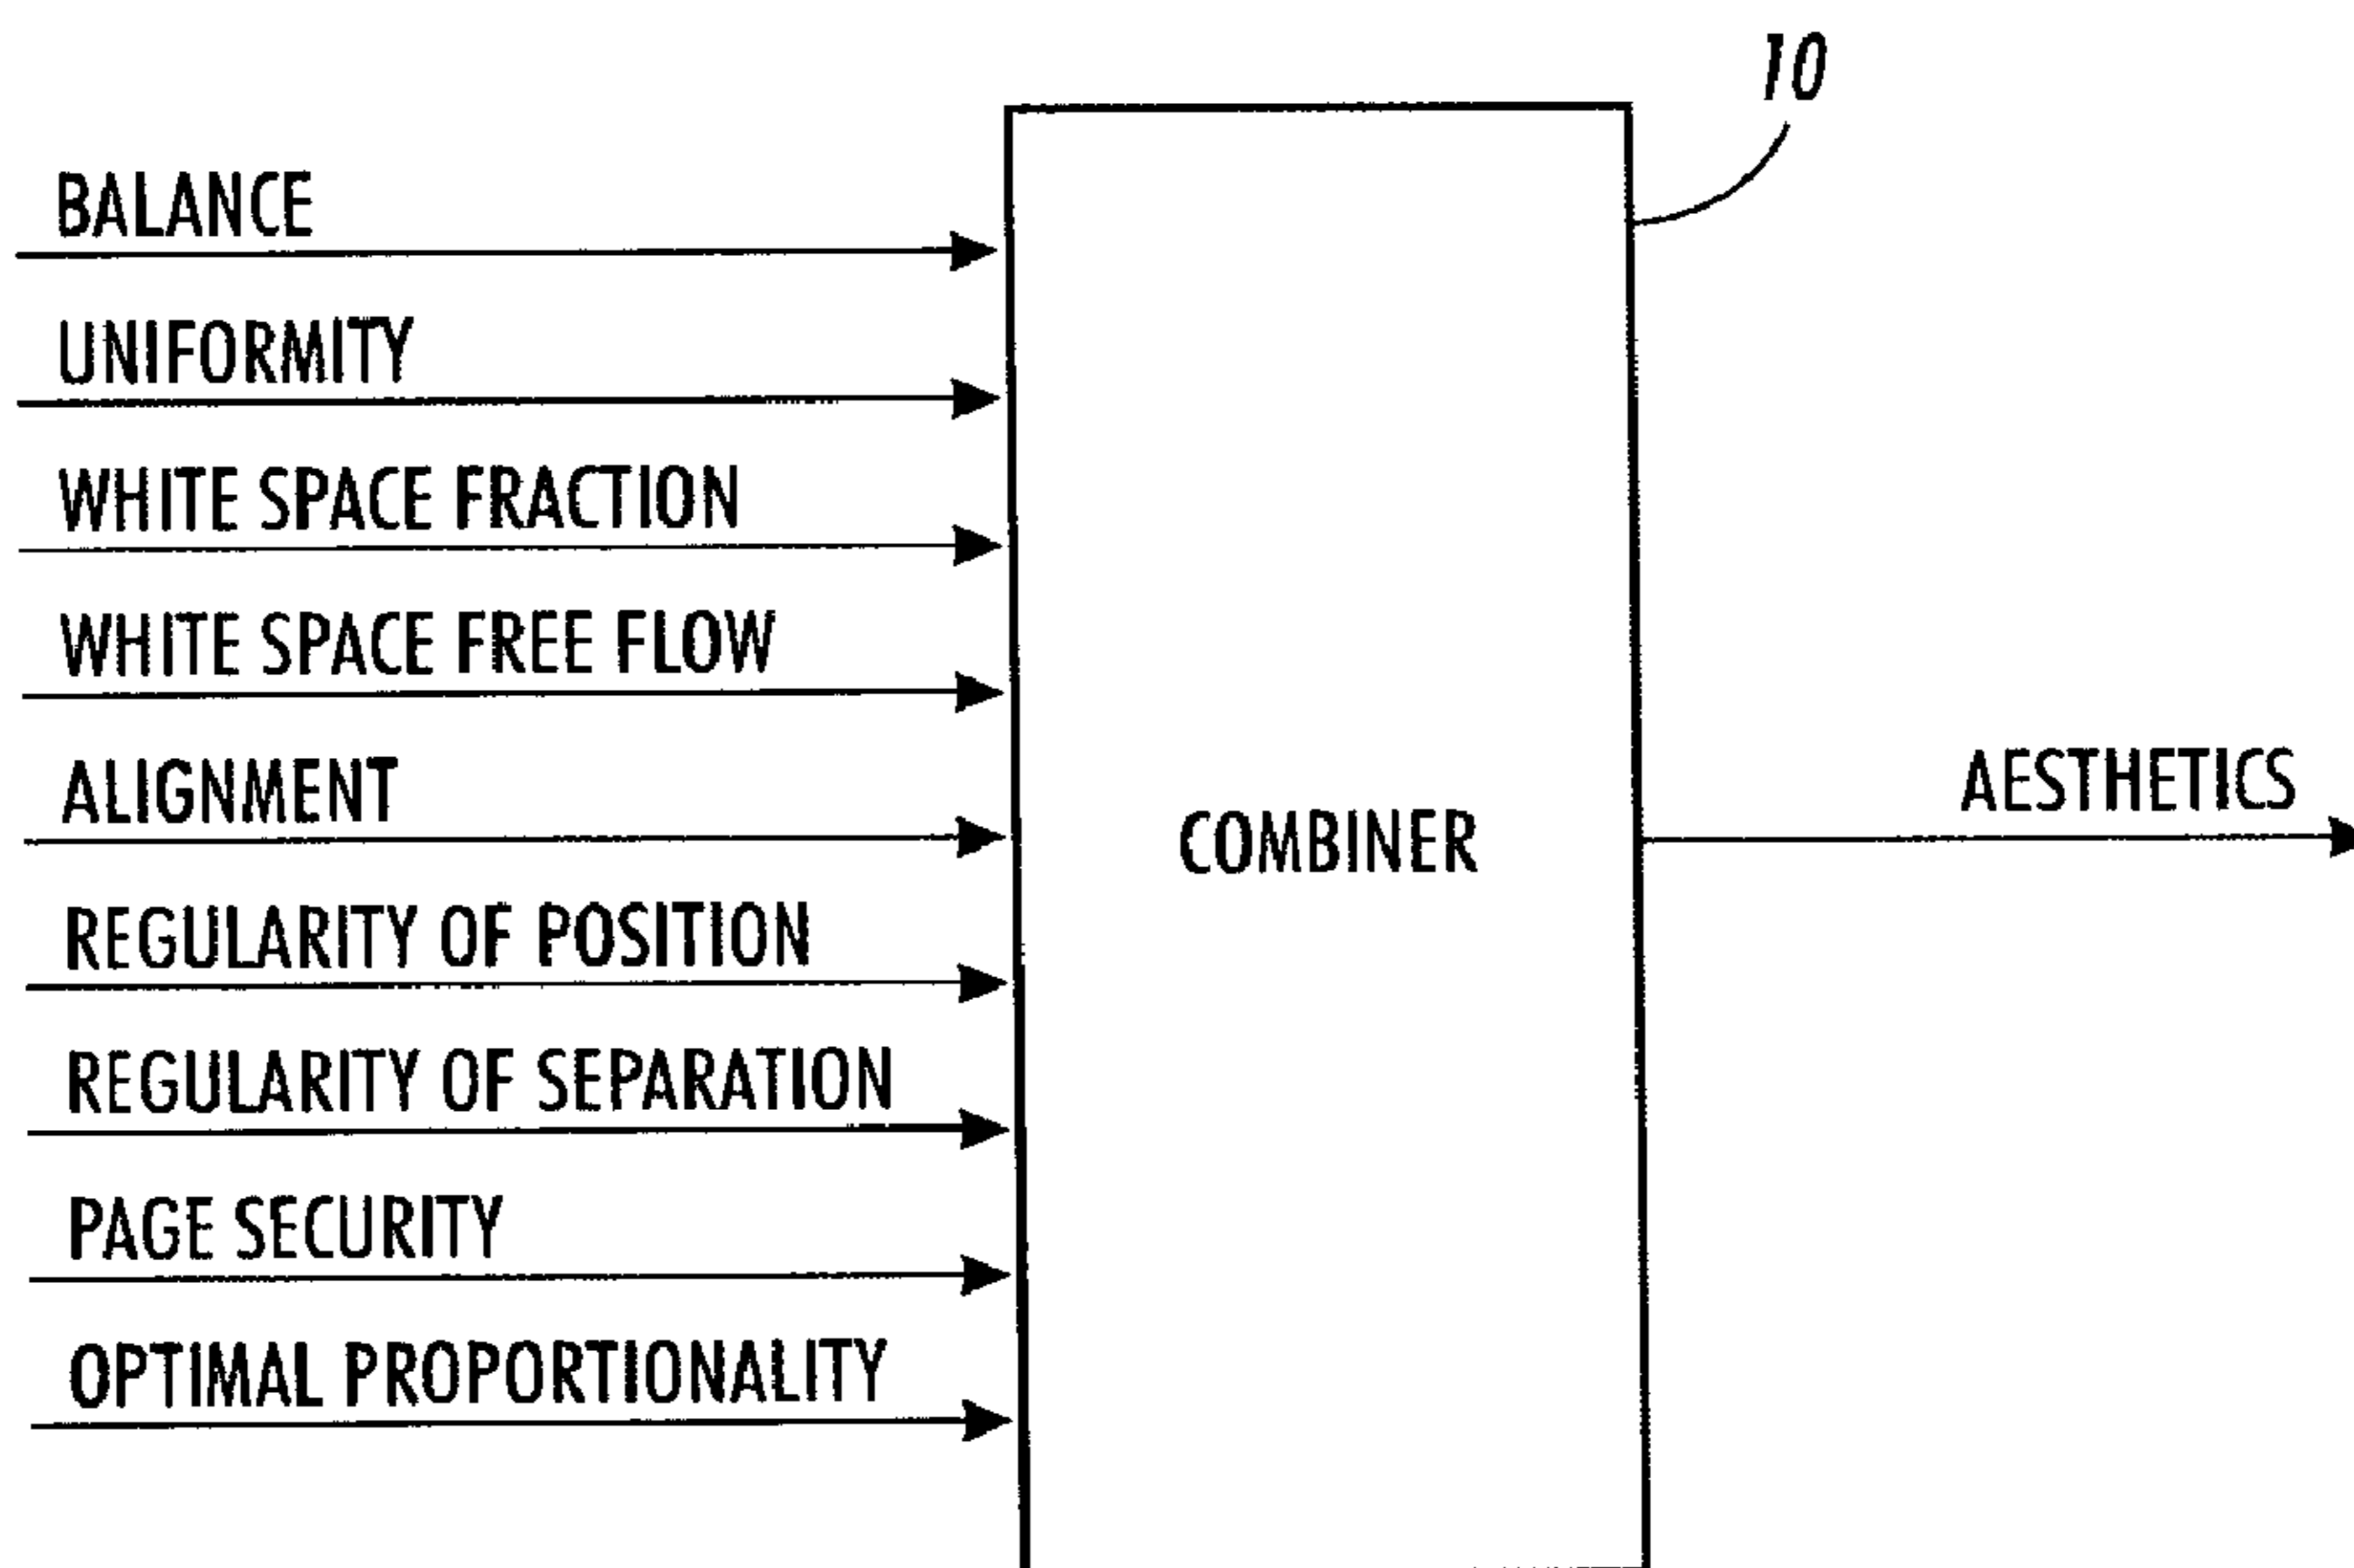 10
BALANCE
UNIFORMITY
WHITE SPACE FRACTION
WHITE SPACE FREE FLOW
ALIGNMENT
AESTHETICS
COMBINER
REGULARITY OF POSITION
REGULARITY OF SEPARATION
PAGE SECURITY
OPTIMAL PROPORTIONALITY